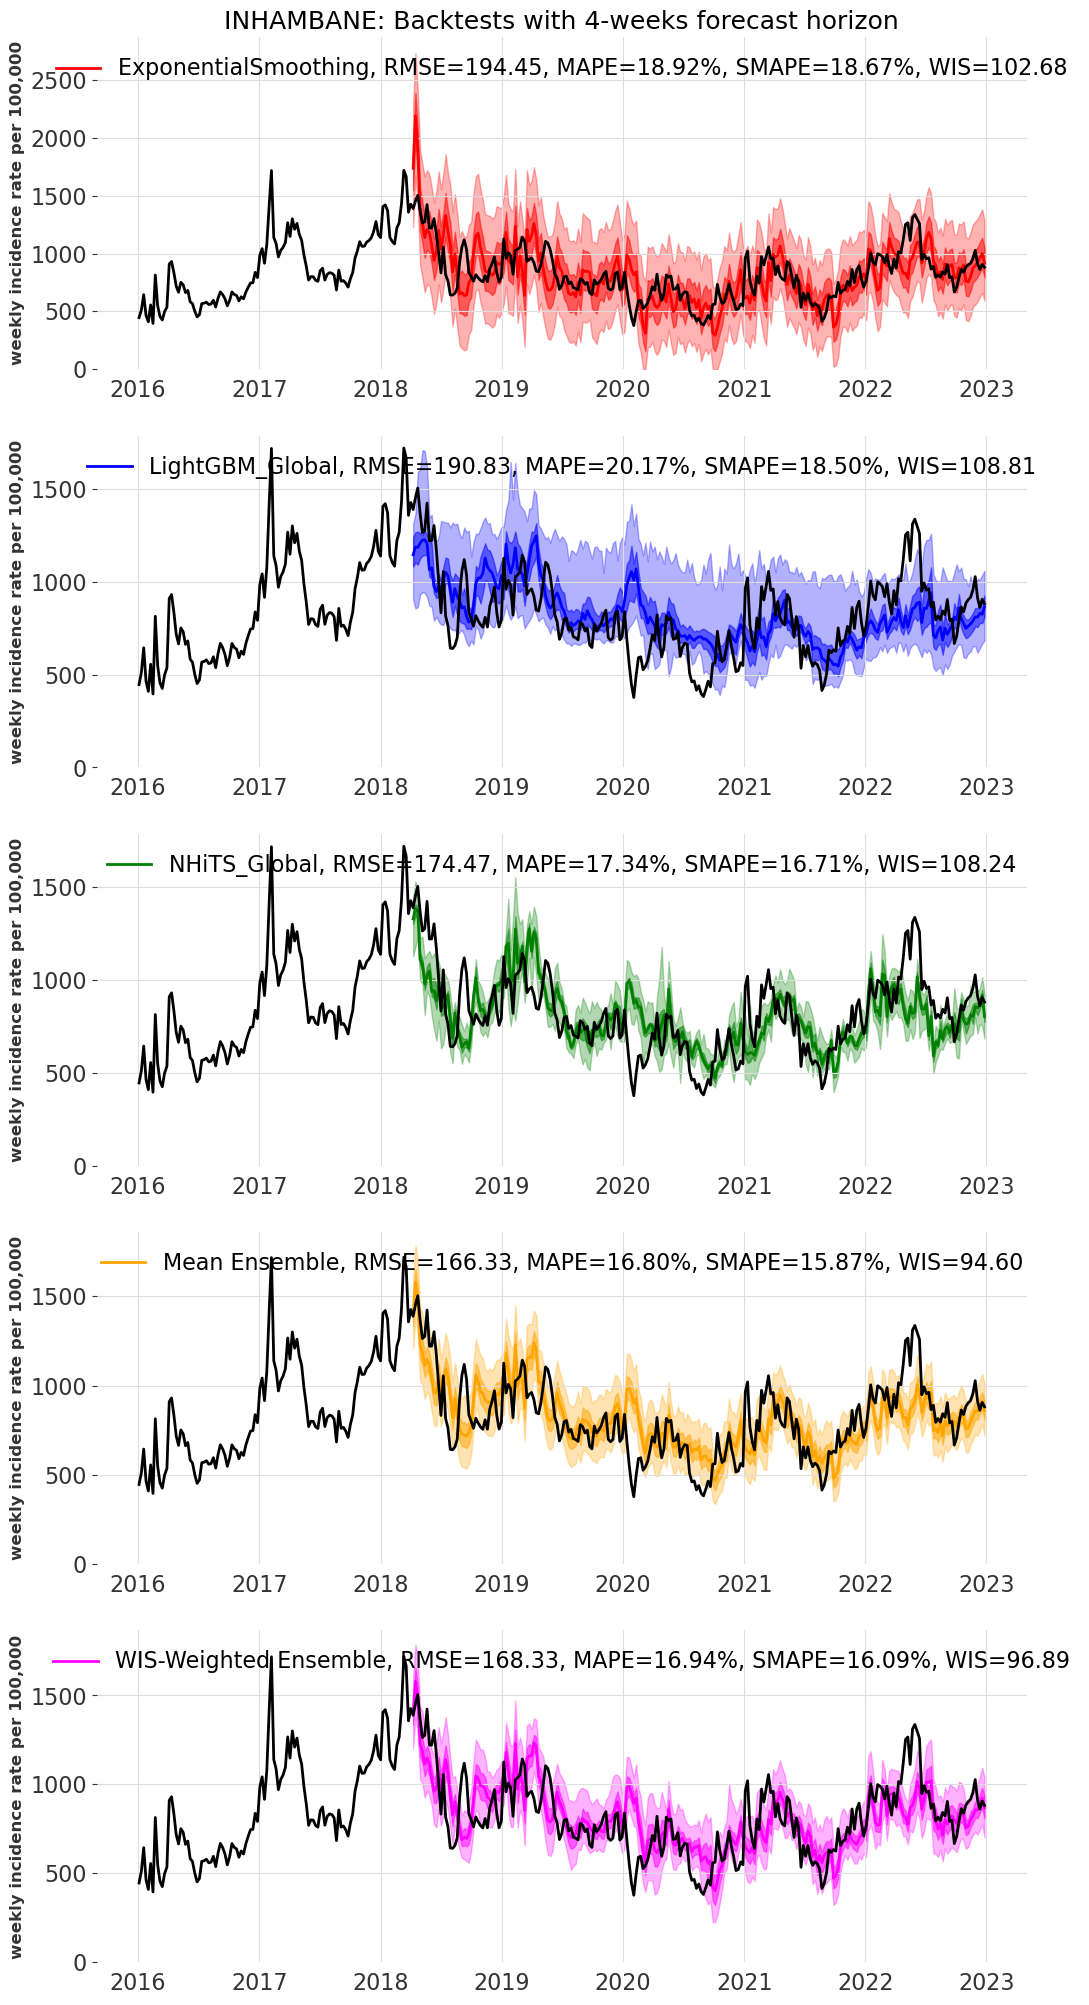 INHAMBANE: Backtests with 4-weeks forecast horizon
ExponentialSmoothing, RMSE=194.45, MAPE=18.92%, SMAPE=18.67%, WIS=102.68
weekly incidence rate per 100,000
2500
2000
1500
1000
500
0
2016 2017 2018 2019 2020 2021 2022 2023
LightGBM_Global, RMSE=190.83, MAPE=20.17%, SMAPE=18.50%, WIS=108.81
weekly incidence rate per 100,000
1500
1000
500
0
2016 2017 2018 2019 2020 2021 2022 2023
NHiTS_Global, RMSE=174.47, MAPE=17.34%, SMAPE=16.71%, WIS=108.24
weekly incidence rate per 100,000
1500
1000
500
0
2016 2017 2018 2019 2020 2021 2022 2023
Mean Ensemble, RMSE=166.33, MAPE=16.80%, SMAPE=15.87%, WIS=94.60
weekly incidence rate per 100,000
1500
1000
500
0
2016 2017 2018 2019 2020 2021 2022 2023
WIS-Weighted Ensemble, RMSE=168.33, MAPE=16.94%, SMAPE=16.09%, WIS=96.89
weekly incidence rate per 100,000
1500
1000
500
0
2016 2017 2018 2019 2020 2021 2022 2023